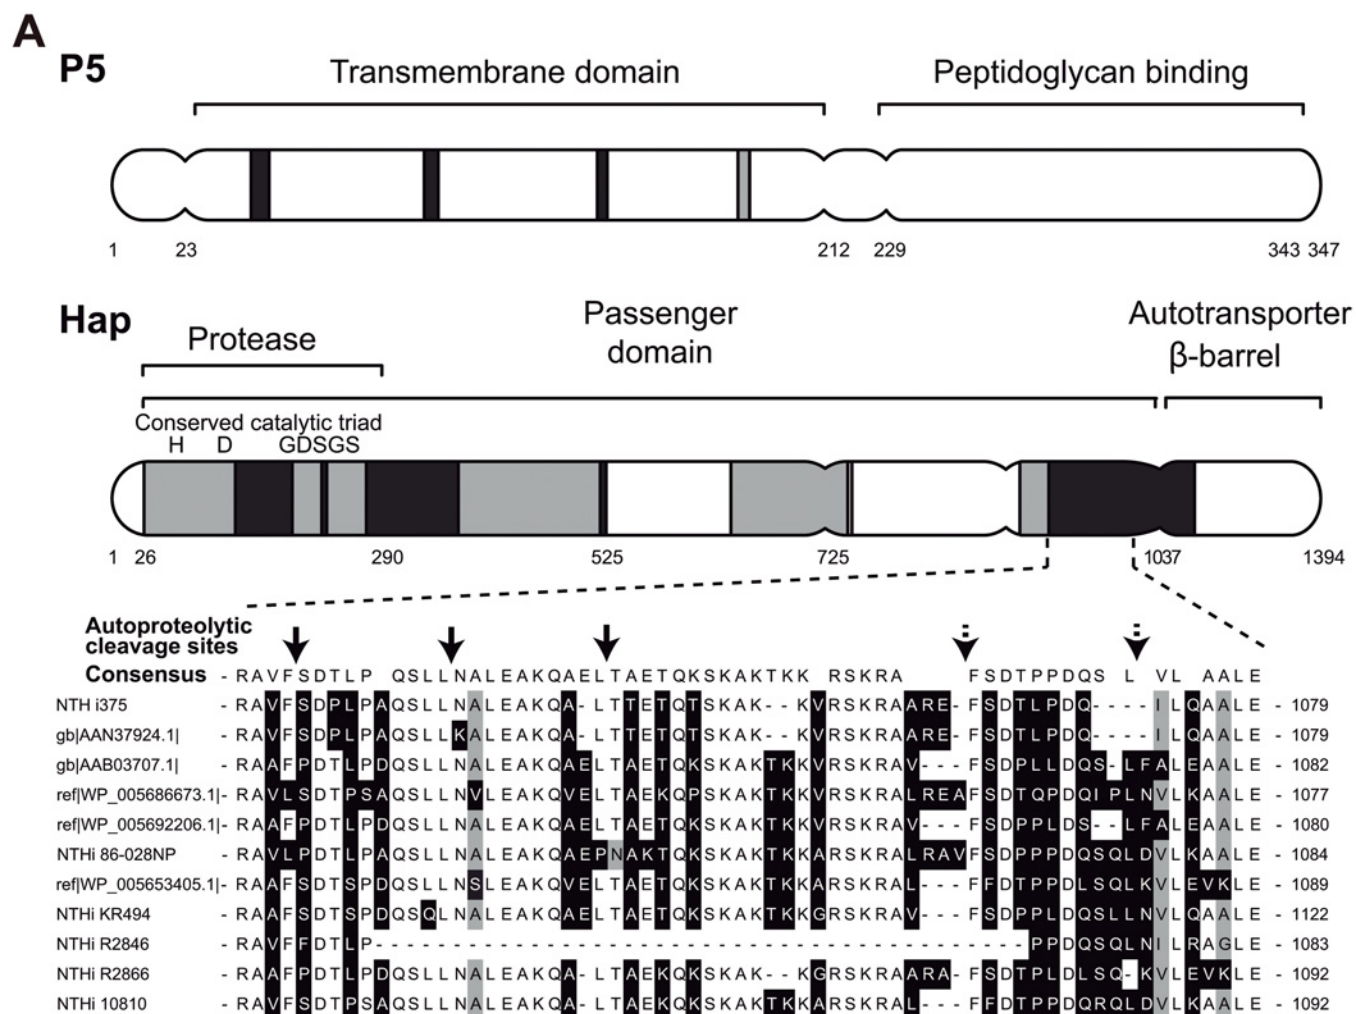 A
P5
Transmembrane domain
Peptidoglycan binding
1 23 212 229 343 347
Hap
Protease
Passenger
domain
Autotransporter
β-barrel
Conserved catalytic triad
H D GDSGS
1 26 290 525 725 1037 1394
Autoproteolytic
cleavage sites
Consensus - RAVFSDTLP QSLLNALEAKQAELTAETQKSKAKTKK RSKRA FSDTPPDQS L VL AALE
NTH i375 - RAVFSDPLPAQSLLNALEAKQA-LTTETQTSKAK--KVRSKRAARE-FSDTLPDQ----ILQAALE - 1079
gb|AAN37924.1| - RAVFSDPLPAQSLLKALEAKQA-LTTETQTSKAK--KVRSKRAARE-FSDTLPDQ----ILQAALE - 1079
gb|AAB03707.1| - RAAFPDTLPDQSLLNALEAKQAELTAETQKSKAKTKKVRSKRAV---FSDPLLDQS-LFALEAALE - 1082
ref|WP_005686673.1|- RAVLSDTPSAQSLLNVLEAKQVELTAEKQPSKAKTKKVRSKRALREAFSDTQPDQIPLNVLKAALE - 1077
ref|WP_005692206.1|- RAAFPDTLPDQSLLNALEAKQAELTAETQKSKAKTKKVRSKRAV---FSDPPLDS--LFALEAALE - 1080
NTHi 86-028NP - RAVLPDTLPAQSLLNALEAKQAEPNAKTQKSKAKTKKARSKRALRAVFSDPPPDQSQLDVLKAALE - 1084
ref|WP_005653405.1|- RAAFSDTSPDQSLLNSLEAKQVELTAETQKSKAKTKKARSKRAL---FFDTPPDLSQLKVLEVKLE - 1089
NTHi KR494 - RAAFSDTSPDQSQLNALEAKQAELTAETQKSKAKTKKGRSKRAV---FSDPPLDQSLLNVLQAALE - 1122
NTHi R2846 - RAVFFDTLP------------------------------------------PPDQSQLNILRAGLE - 1083
NTHi R2866 - RAAFPDTLPDQSLLNALEAKQA-LTAEKQKSKAK--KGRSKRAARA-FSDTPLDLSQ-KVLEVKLE - 1092
NTHi 10810 - RAVFSDTPSAQSLLNALEAKQA-LTAEKQKSKAKTKKARSKRAL---FFDTPPDQRQLDVLKAALE - 1092